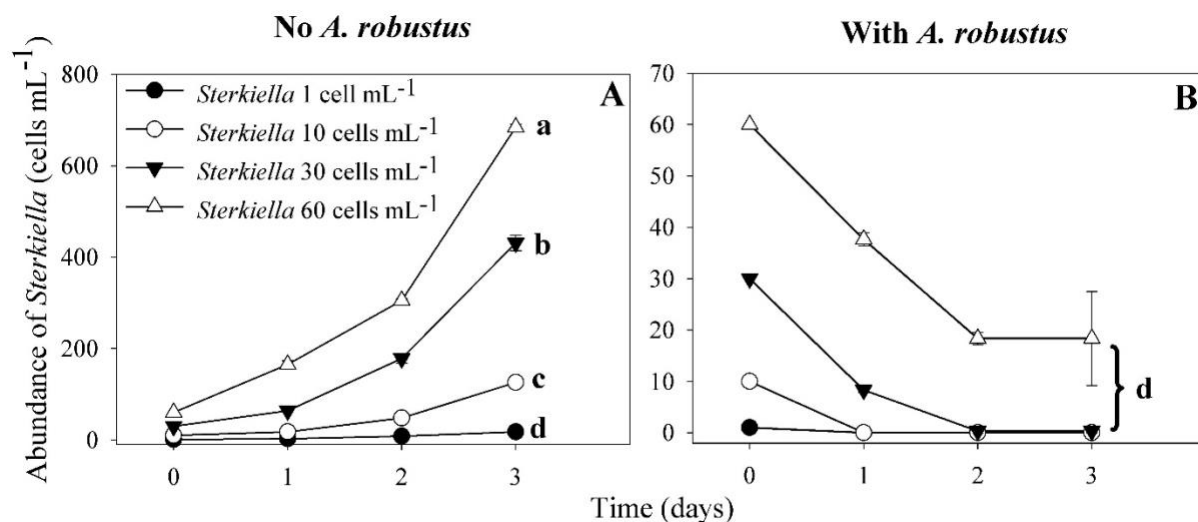 No A. robustus
With A. robustus
Abundance of Sterkiella (cells mL⁻¹)
800
600
400
200
0
Sterkiella 1 cell mL⁻¹
Sterkiella 10 cells mL⁻¹
Sterkiella 30 cells mL⁻¹
Sterkiella 60 cells mL⁻¹
A
a
b
c
d
0 1 2 3
70
60
50
40
30
20
10
0
B
d
0 1 2 3
Time (days)